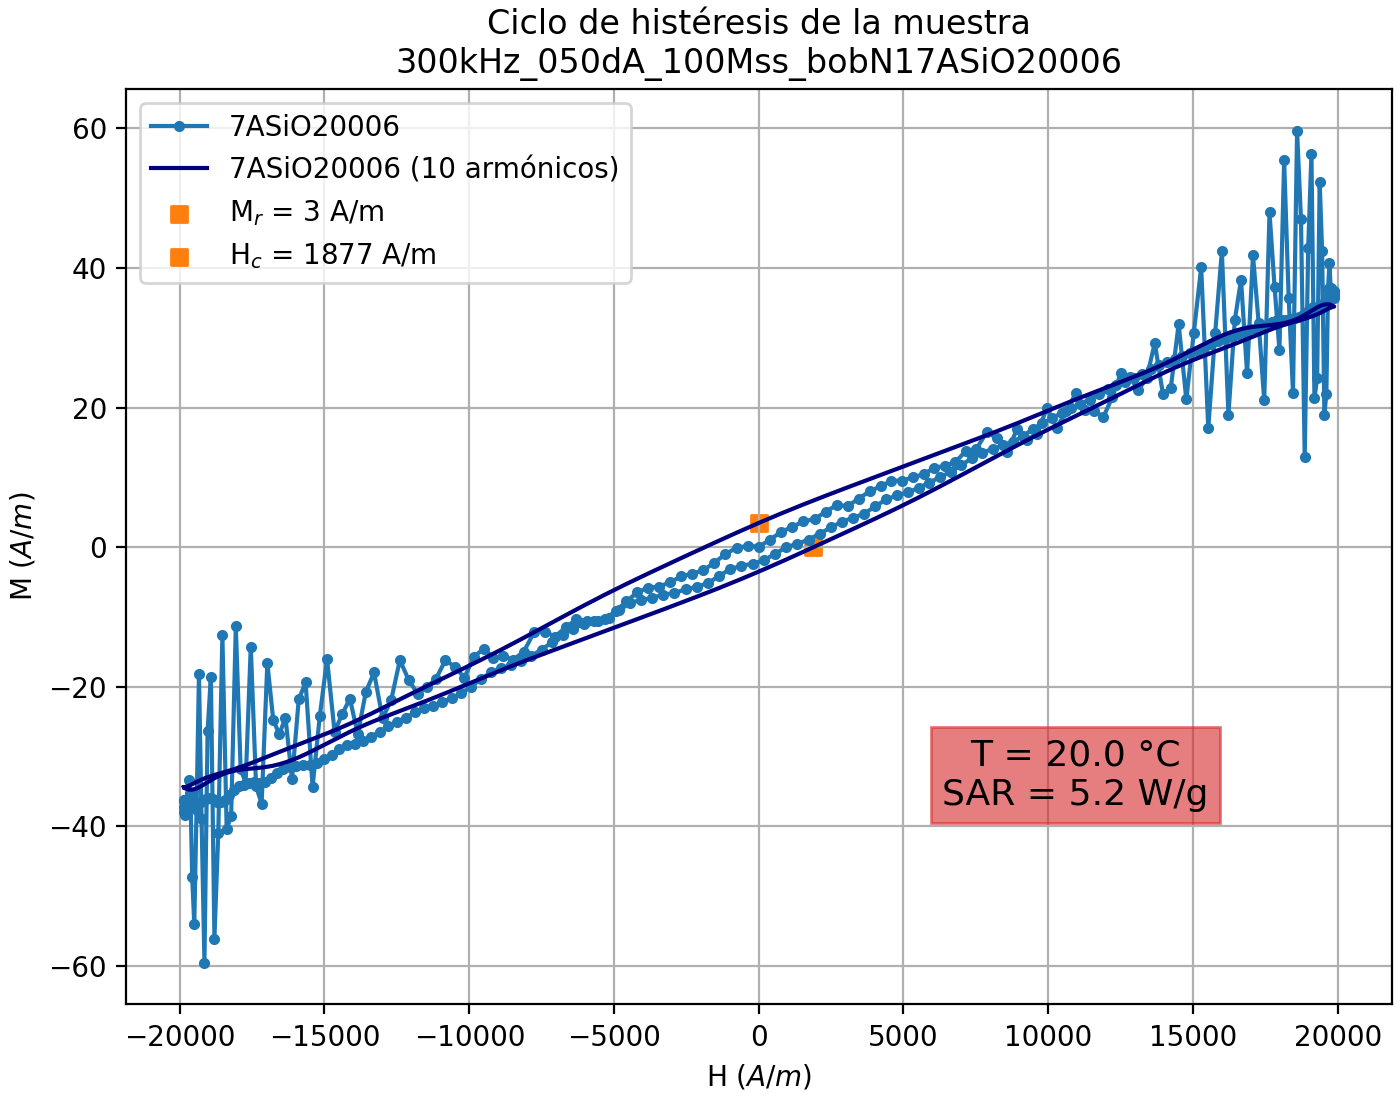 Ciclo de histéresis de la muestra
300kHz_050dA_100Mss_bobN17ASiO20006
7ASiO20006
7ASiO20006 (10 armónicos)
Mᵣ = 3 A/m
H꜀ = 1877 A/m
60
40
20
0
−20
−40
−60
M (A/m)
T = 20.0 °C
SAR = 5.2 W/g
−20000 −15000 −10000 −5000 0 5000 10000 15000 20000
H (A/m)